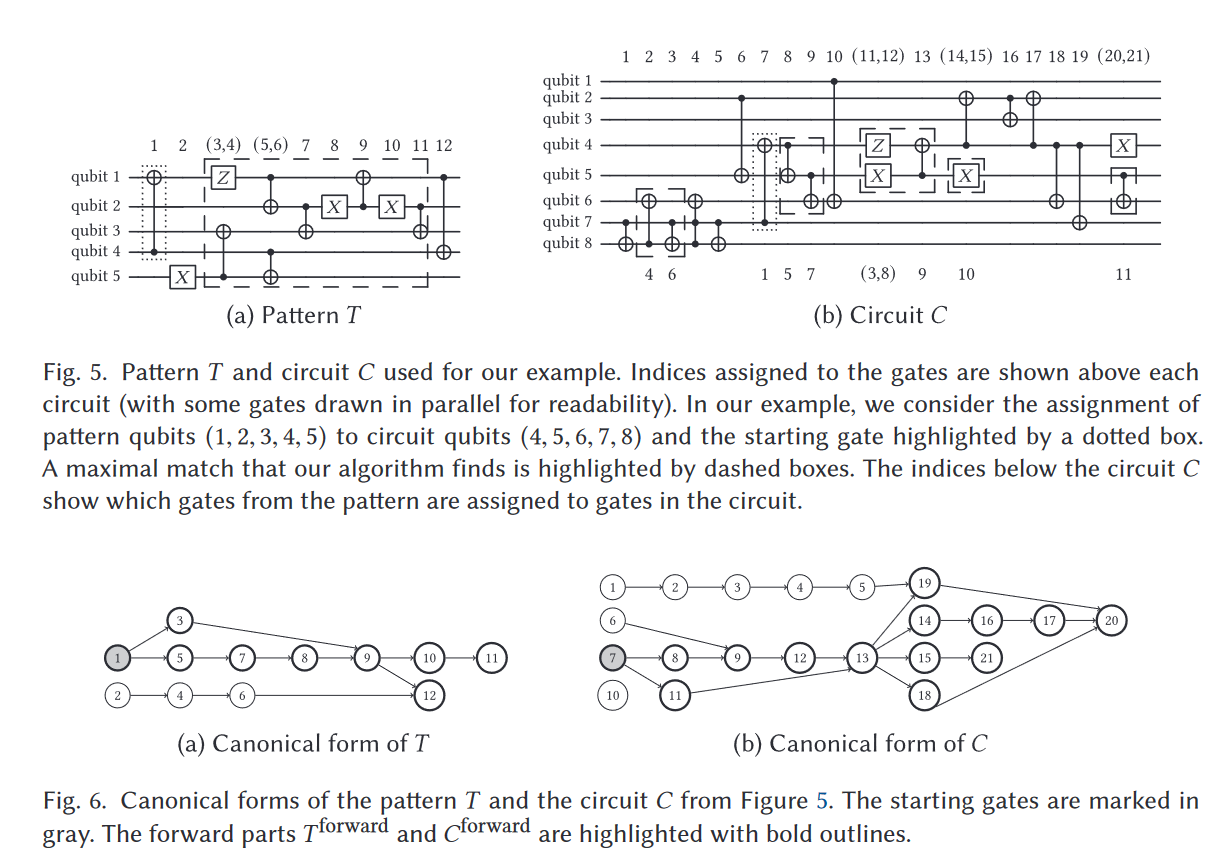 1 2 3 4 5 6 7 8 9 10 (11,12) 13 (14,15) 16 17 18 19 (20,21)
qubit 1
qubit 2
qubit 3
qubit 4 Z X
qubit 5 X X
qubit 6
qubit 7
qubit 8
4 6 1 5 7 (3,8) 9 10 11
(b) Circuit C
1 2 (3,4) (5,6) 7 8 9 10 11 12
qubit 1 Z
qubit 2 X X
qubit 3
qubit 4
qubit 5 X
(a) Pattern T
Fig. 5. Pattern T and circuit C used for our example. Indices assigned to the gates are shown above each
circuit (with some gates drawn in parallel for readability). In our example, we consider the assignment of
pattern qubits (1, 2, 3, 4, 5) to circuit qubits (4, 5, 6, 7, 8) and the starting gate highlighted by a dotted box.
A maximal match that our algorithm finds is highlighted by dashed boxes. The indices below the circuit C
show which gates from the pattern are assigned to gates in the circuit.
3
1 5 7 8 9 10 11
2 4 6 12
(a) Canonical form of T
1 2 3 4 5 19
6 14 16 17 20
7 8 9 12 13 15 21
10 11 18
(b) Canonical form of C
Fig. 6. Canonical forms of the pattern T and the circuit C from Figure 5. The starting gates are marked in
gray. The forward parts T^forward and C^forward are highlighted with bold outlines.